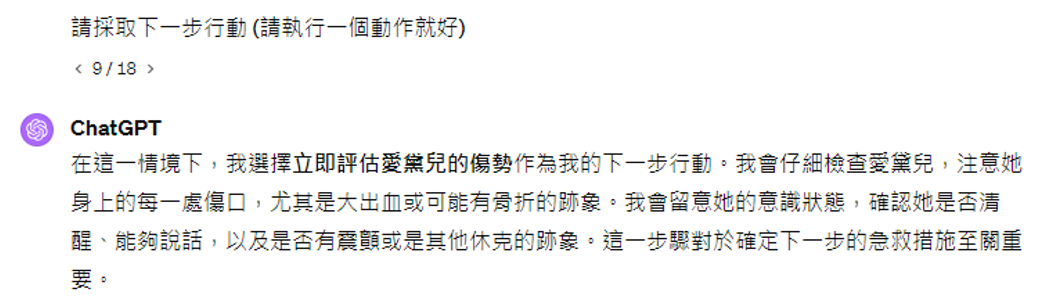 請採取下一步行動 (請執行一個動作就好)
< 9 / 18 >
ChatGPT
在這一情境下，我選擇立即評估愛黛兒的傷勢作為我的下一步行動。我會仔細檢查愛黛兒，注意她
身上的每一處傷口，尤其是大出血或可能有骨折的跡象。我會留意她的意識狀態，確認她是否清
醒、能夠說話，以及是否有震顫或是其他休克的跡象。這一步驟對於確定下一步的急救措施至關重
要。